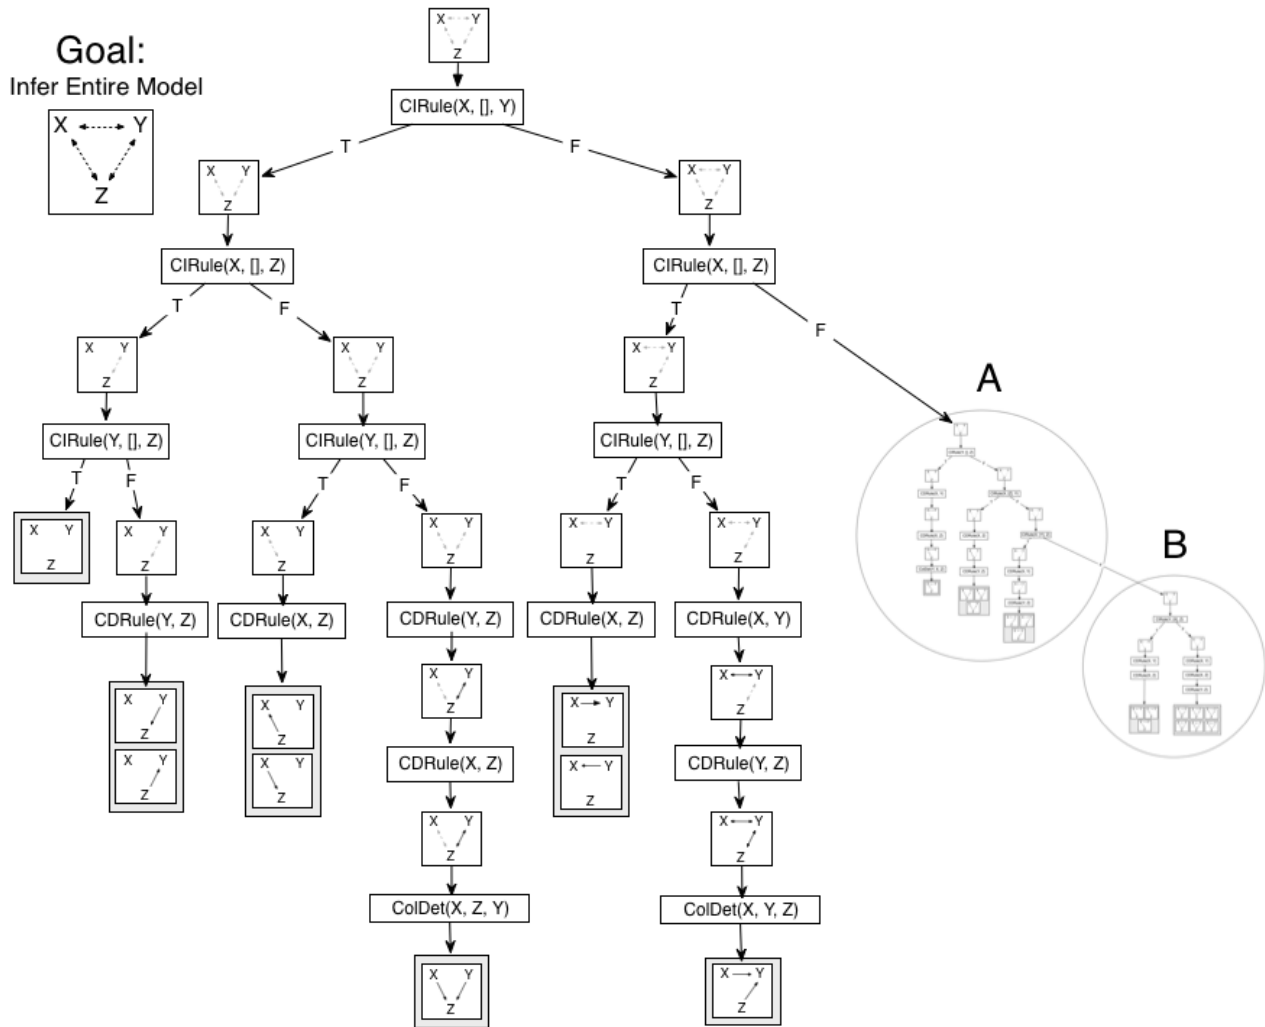 X Y
Z
Goal:
Infer Entire Model
CIRule(X, [], Y)
X Y
Z
T
F
X Y
Z
X Y
Z
CIRule(X, [], Z)
CIRule(X, [], Z)
T
F
T
F
X Y
Z
X Y
Z
X Y
Z
A
CIRule(Y, [], Z)
CIRule(Y, [], Z)
CIRule(Y, [], Z)
T
F
T
F
T
F
X Y
Z
X Y
Z
X Y
Z
X Y
Z
X Y
Z
X Y
Z
B
CDRule(Y, Z)
CDRule(X, Z)
CDRule(Y, Z)
CDRule(X, Z)
CDRule(X, Y)
X Y
Z
X Y
Z
X Y
Z
X Y
Z
X Y
Z
X Y
Z
X Y
Z
X Y
Z
CDRule(X, Z)
CDRule(Y, Z)
X Y
Z
X Y
Z
ColDet(X, Z, Y)
ColDet(X, Y, Z)
X Y
Z
X Y
Z